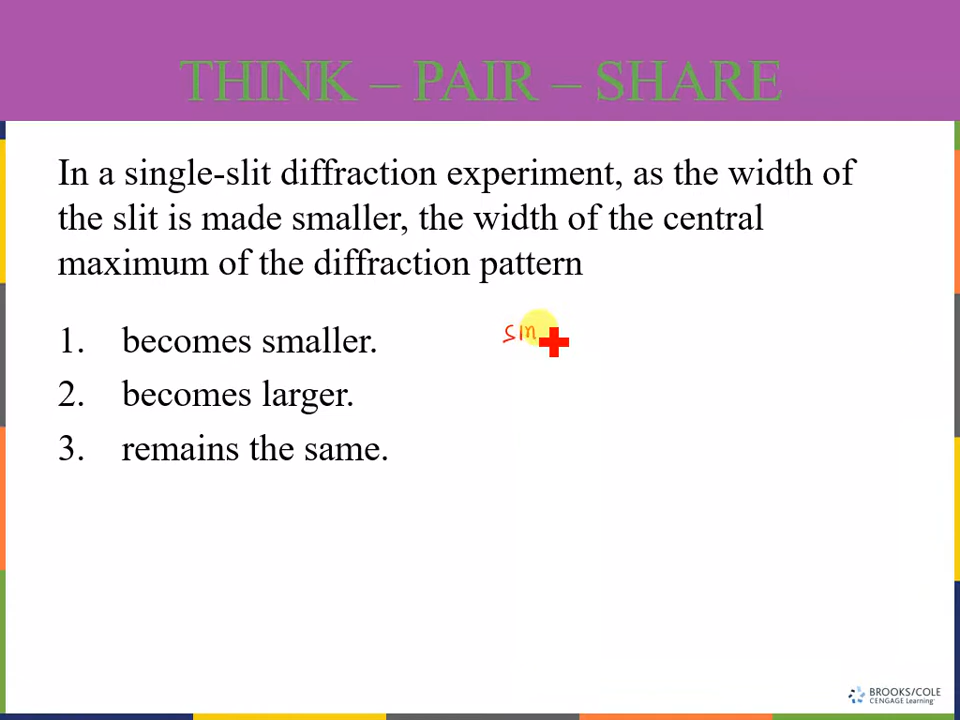 THINK – PAIR – SHARE
In a single-slit diffraction experiment, as the width of
the slit is made smaller, the width of the central
maximum of the diffraction pattern
1. becomes smaller.
sin
2. becomes larger.
3. remains the same.
BROOKS/COLE
CENGAGE Learning™